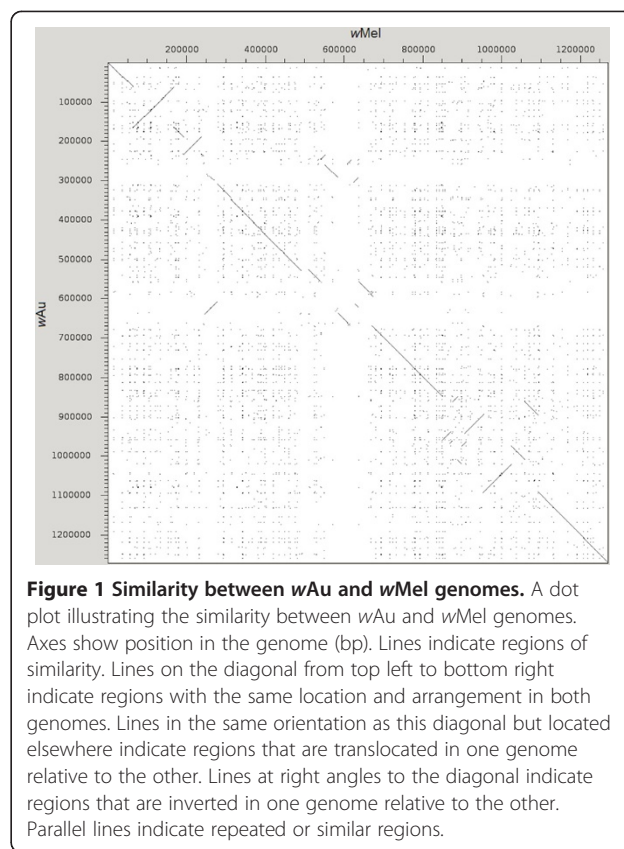 wMel
200000 400000 600000 800000 1000000 1200000
100000
200000
300000
400000
500000
600000
wAu
700000
800000
900000
1000000
1100000
1200000
Figure 1 Similarity between wAu and wMel genomes. A dot
plot illustrating the similarity between wAu and wMel genomes.
Axes show position in the genome (bp). Lines indicate regions of
similarity. Lines on the diagonal from top left to bottom right
indicate regions with the same location and arrangement in both
genomes. Lines in the same orientation as this diagonal but located
elsewhere indicate regions that are translocated in one genome
relative to the other. Lines at right angles to the diagonal indicate
regions that are inverted in one genome relative to the other.
Parallel lines indicate repeated or similar regions.